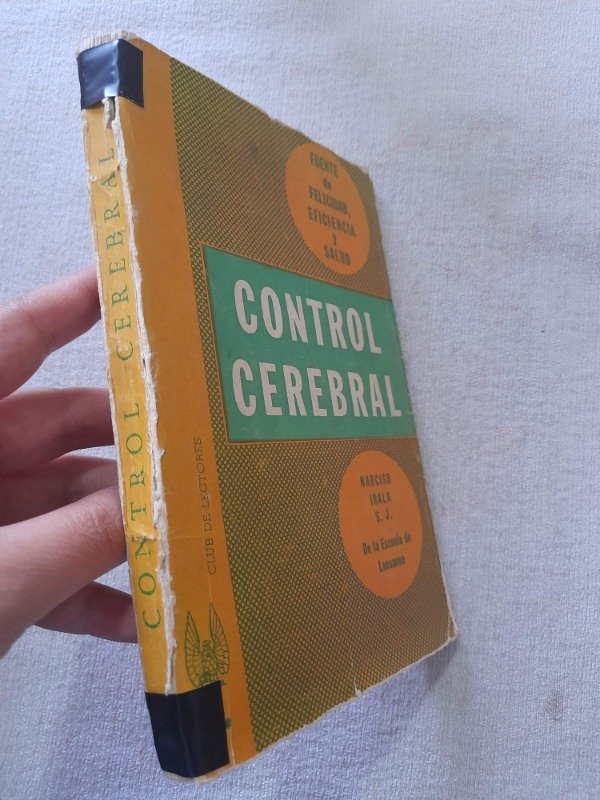 CONTROL CEREBRAL
FUENTE
de
FELICIDAD,
EFICIENCIA
y
SALUD
CONTROL
CEREBRAL
CLUB DE LECTORES
NARCISO
IRALA
S. J.
De la Escuela de
Lausanne